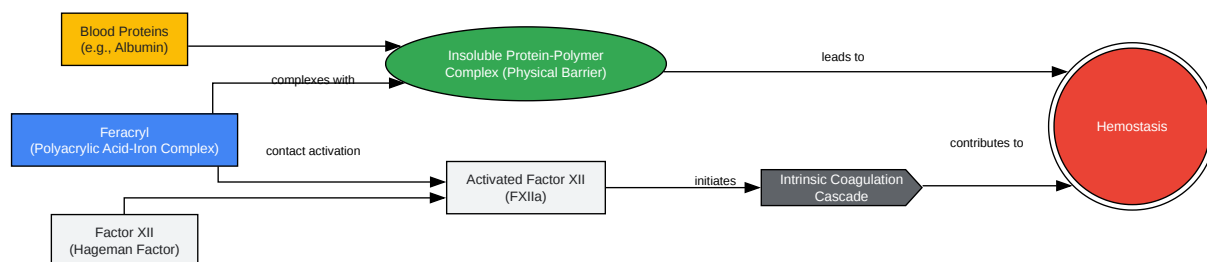 Blood Proteins
(e.g., Albumin)
Insoluble Protein-Polymer
Complex (Physical Barrier)
leads to
complexes with
Feracryl
(Polyacrylic Acid-Iron Complex)
Hemostasis
contact activation
contributes to
Activated Factor XII
(FXIIa)
initiates
Intrinsic Coagulation
Cascade
Factor XII
(Hageman Factor)